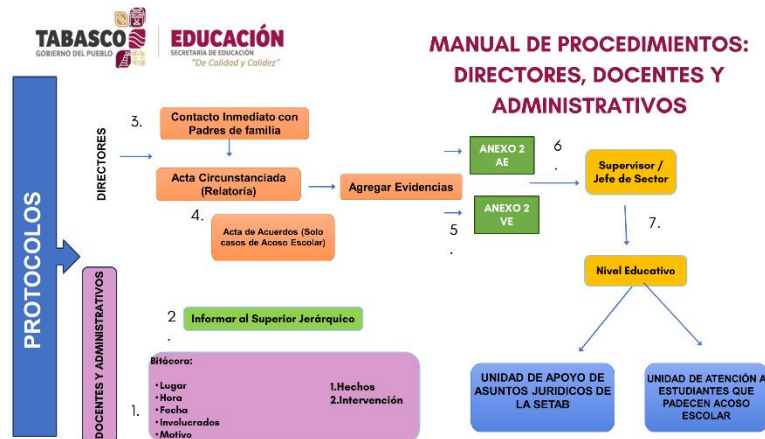 TABASCO
GOBIERNO DEL PUEBLO
EDUCACIÓN
SECRETARÍA DE EDUCACIÓN
"De Calidad y Calidez"
MANUAL DE PROCEDIMIENTOS:
DIRECTORES, DOCENTES Y
ADMINISTRATIVOS
PROTOCOLOS
DIRECTORES
3.
Contacto Inmediato con
Padres de familia
Acta Circunstanciada
(Relatoría)
Agregar Evidencias
4.
Acta de Acuerdos (Solo
casos de Acoso Escolar)
ANEXO 2
AE
ANEXO 2
VE
5
.
6
.
Supervisor /
Jefe de Sector
7.
Nivel Educativo
UNIDAD DE APOYO DE
ASUNTOS JURIDICOS DE
LA SETAB
UNIDAD DE ATENCIÓN A
ESTUDIANTES QUE
PADECEN ACOSO
ESCOLAR
DOCENTES Y ADMINISTRATIVOS
2
.
Informar al Superior Jerárquico
1.
Bitácora:
•Lugar
•Hora
•Fecha
•Involucrados
•Motivo
1.Hechos
2.Intervención